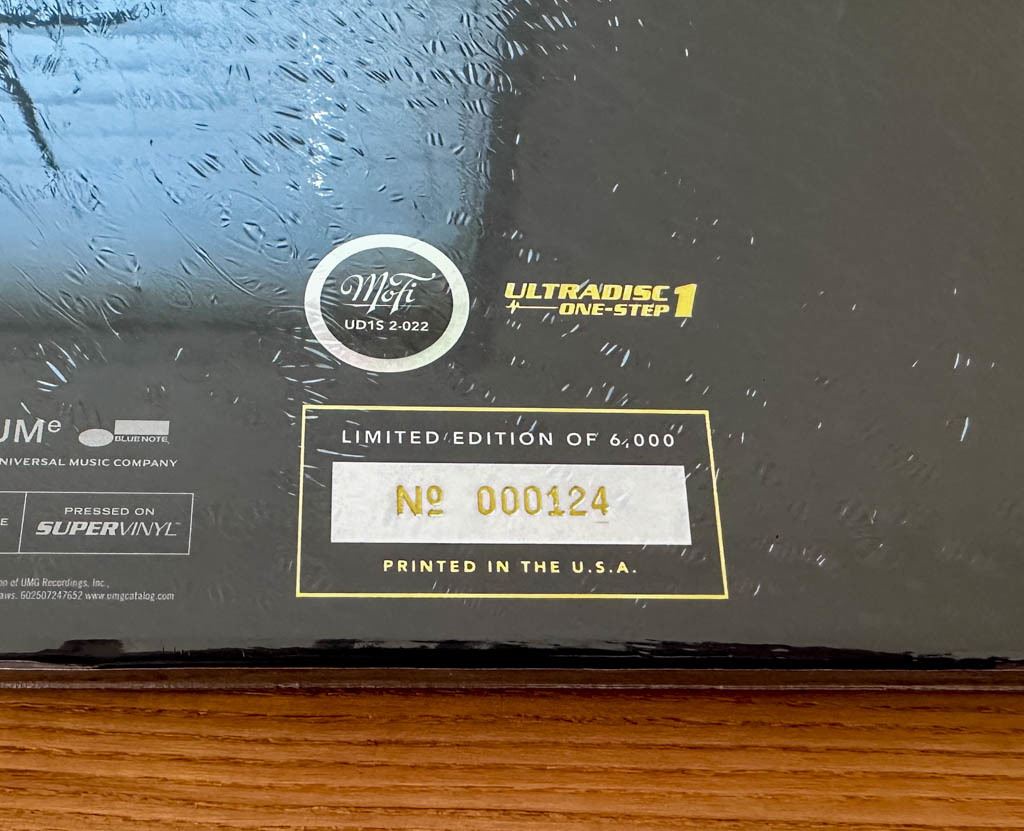 MoFi
UD1S 2-022
ULTRADISC 1
ONE-STEP
UMe
BLUE NOTE
UNIVERSAL MUSIC COMPANY
LIMITED EDITION OF 6,000
Nº 000124
PRINTED IN THE U.S.A.
PRESSED ON
SUPERVINYL
of UMG Recordings, Inc.,
602507247652 www.umgcatalog.com